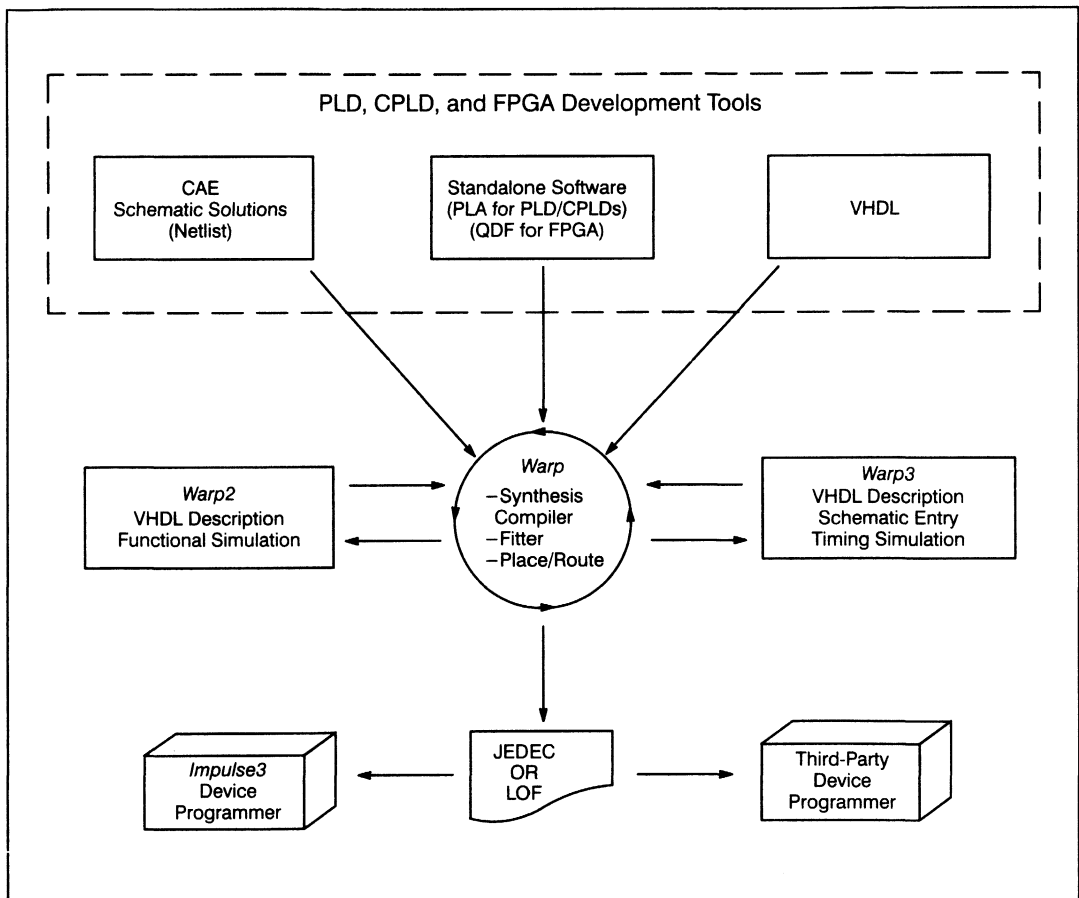 PLD, CPLD, and FPGA Development Tools
CAE
Schematic Solutions
(Netlist)
Standalone Software
(PLA for PLD/CPLDs)
(QDF for FPGA)
VHDL
Warp2
VHDL Description
Functional Simulation
Warp
–Synthesis
Compiler
–Fitter
–Place/Route
Warp3
VHDL Description
Schematic Entry
Timing Simulation
Impulse3
Device
Programmer
JEDEC
OR
LOF
Third-Party
Device
Programmer